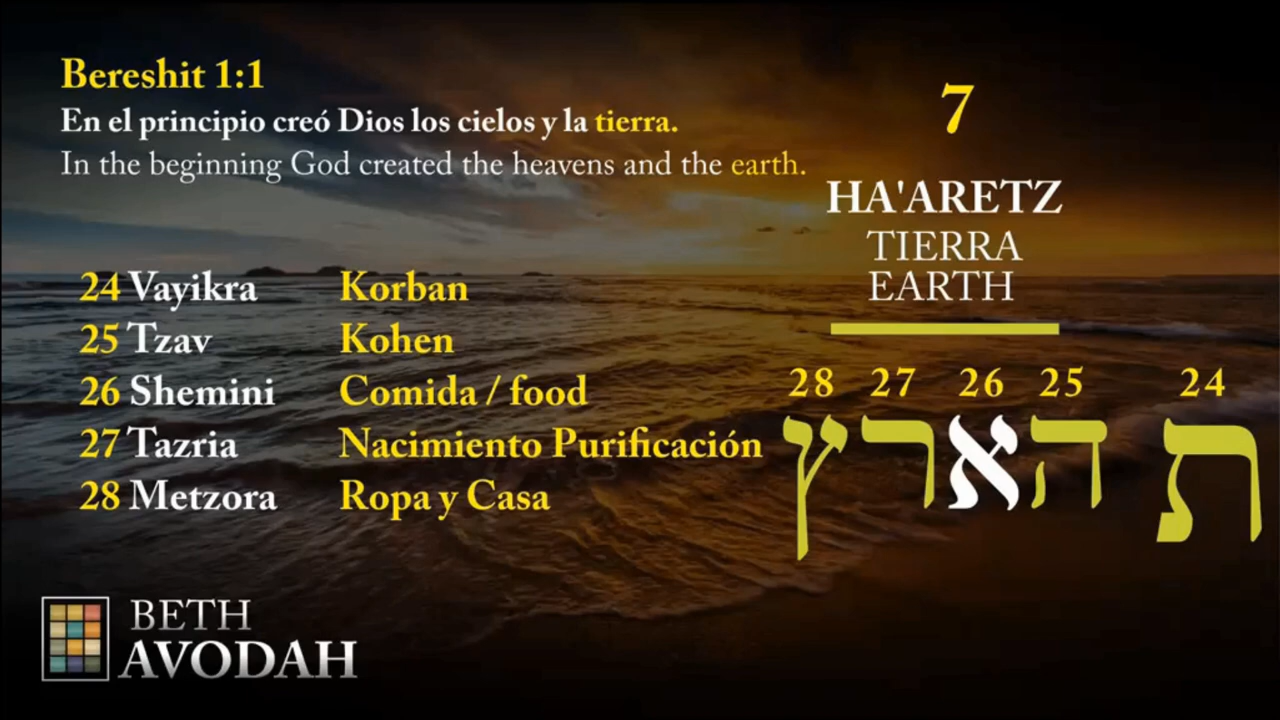 Bereshit 1:1
En el principio creó Dios los cielos y la tierra.
In the beginning God created the heavens and the earth.
24 Vayikra Korban
25 Tzav Kohen
26 Shemini Comida / food
27 Tazria Nacimiento Purificación
28 Metzora Ropa y Casa
7
HA'ARETZ
TIERRA
EARTH
28 27 26 25 24
ת הארץ
BETH
AVODAH